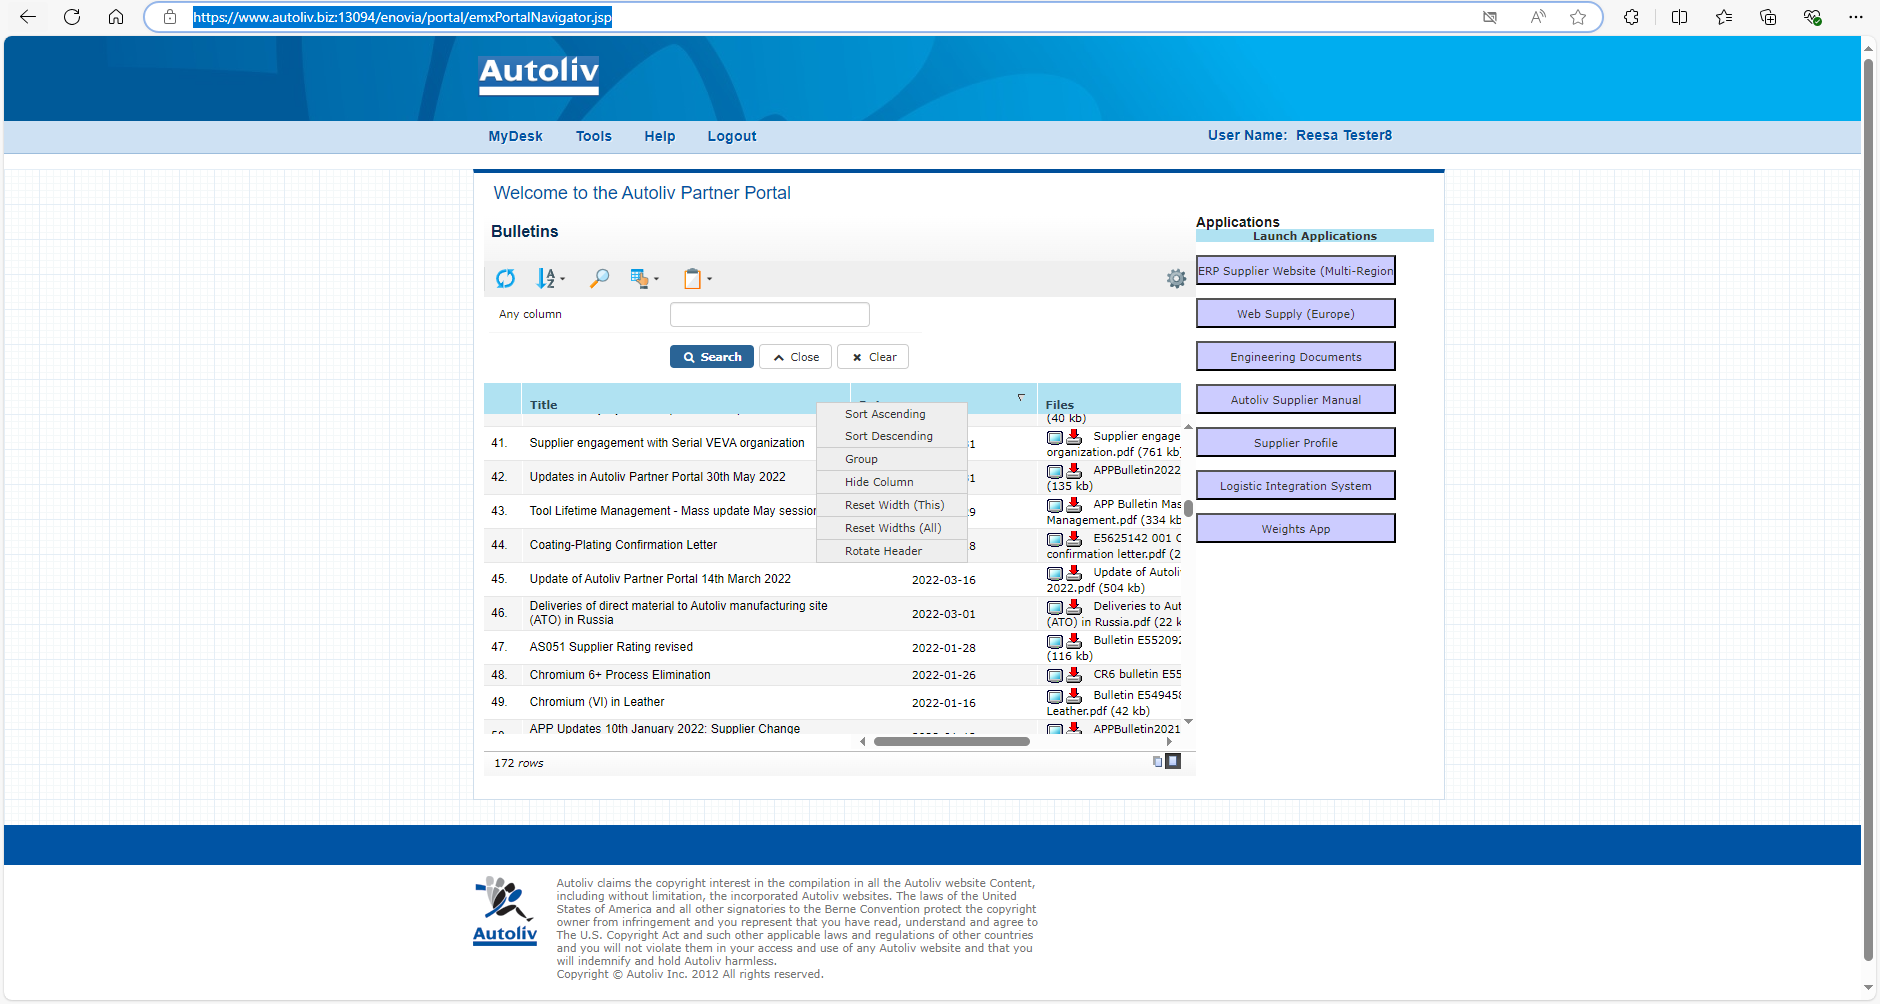 https://www.autoliv.biz:13094/enovia/portal/emxPortalNavigator.jsp
Autoliv
MyDesk Tools Help Logout User Name: Reesa Tester8
Welcome to the Autoliv Partner Portal
Bulletins
Any column
Search Close Clear
Title Files
(40 kb)
41. Supplier engagement with Serial VEVA organization 31 Supplier engage
organization.pdf (761 kb)
42. Updates in Autoliv Partner Portal 30th May 2022 31 APPBulletin2022
(135 kb)
43. Tool Lifetime Management - Mass update May session 29 APP Bulletin Mas
Management.pdf (334 kb
44. Coating-Plating Confirmation Letter 8 E5625142 001 C
confirmation letter.pdf (2
45. Update of Autoliv Partner Portal 14th March 2022 2022-03-16 Update of Autoli
2022.pdf (504 kb)
46. Deliveries of direct material to Autoliv manufacturing site
(ATO) in Russia 2022-03-01 Deliveries to Aut
(ATO) in Russia.pdf (22 k
47. AS051 Supplier Rating revised 2022-01-28 Bulletin E552092
(116 kb)
48. Chromium 6+ Process Elimination 2022-01-26 CR6 bulletin E55
49. Chromium (VI) in Leather 2022-01-16 Bulletin E549458
Leather.pdf (42 kb)
APP Updates 10th January 2022: Supplier Change APPBulletin2021
172 rows
Sort Ascending
Sort Descending
Group
Hide Column
Reset Width (This)
Reset Widths (All)
Rotate Header
Applications
Launch Applications
ERP Supplier Website (Multi-Region
Web Supply (Europe)
Engineering Documents
Autoliv Supplier Manual
Supplier Profile
Logistic Integration System
Weights App
Autoliv
Autoliv claims the copyright interest in the compilation in all the Autoliv website Content,
including without limitation, the incorporated Autoliv websites. The laws of the United
States of America and all other signatories to the Berne Convention protect the copyright
owner from infringement and you represent that you have read, understand and agree to
The U.S. Copyright Act and such other applicable laws and regulations of other countries
and you will not violate them in your access and use of any Autoliv website and that you
will indemnify and hold Autoliv harmless.
Copyright © Autoliv Inc. 2012 All rights reserved.